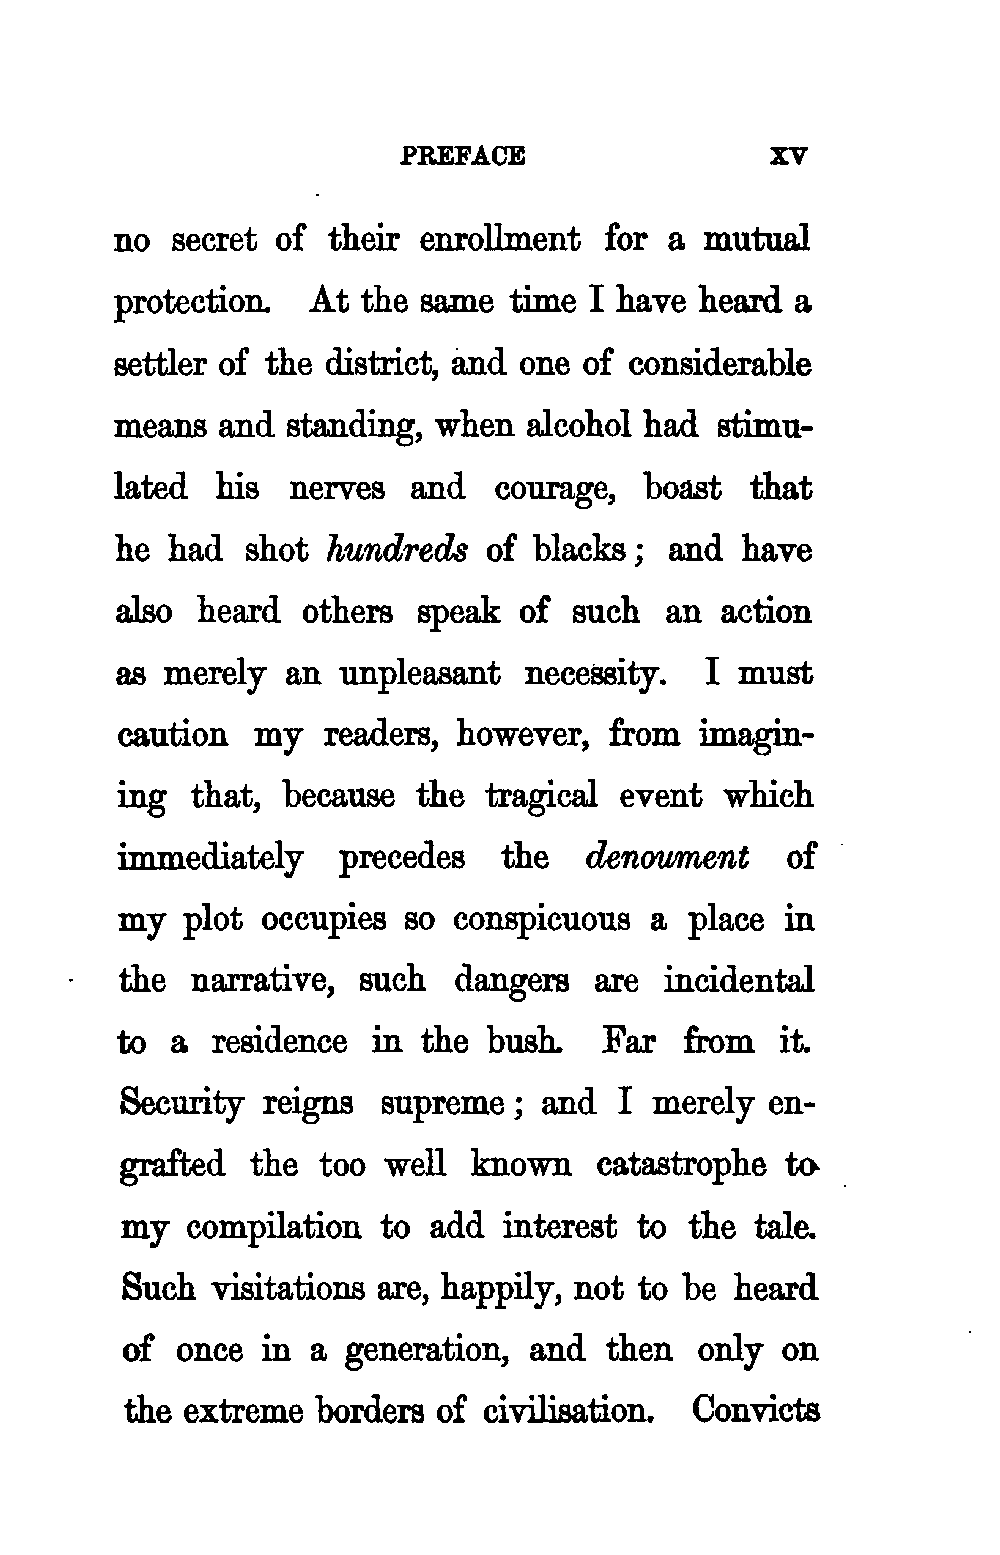 PREFACE XV
no secret of their enrollment for a mutual
protection. At the same time I have heard a
settler of the district, and one of considerable
means and standing, when alcohol had stimu-
lated his nerves and courage, boast that
he had shot hundreds of blacks; and have
also heard others speak of such an action
as merely an unpleasant necessity. I must
caution my readers, however, from imagin-
ing that, because the tragical event which
immediately precedes the denoument of
my plot occupies so conspicuous a place in
the narrative, such dangers are incidental
to a residence in the bush. Far from it.
Security reigns supreme; and I merely en-
grafted the too well known catastrophe to
my compilation to add interest to the tale.
Such visitations are, happily, not to be heard
of once in a generation, and then only on
the extreme borders of civilisation. Convicts